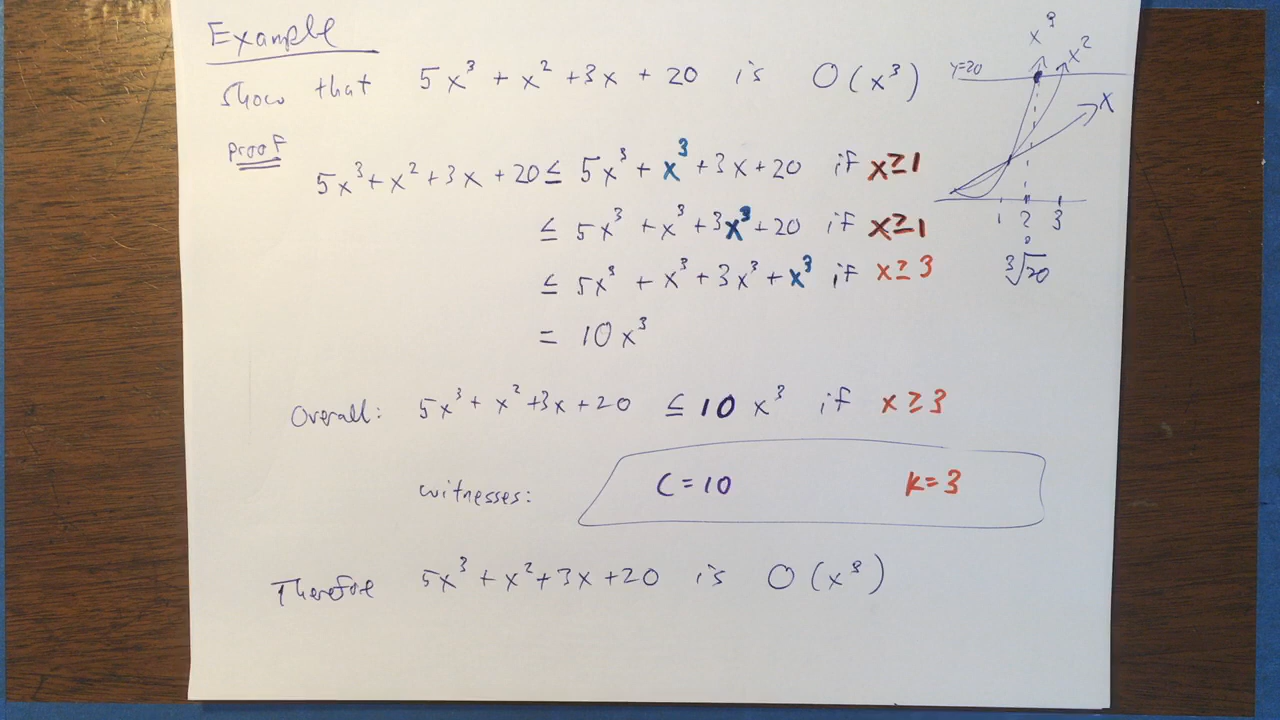 Example
Show that 5x³ + x² + 3x + 20 is O(x³)
Proof
5x³ + x² + 3x + 20 ≤ 5x³ + x³ + 3x + 20 if x ≥ 1
≤ 5x³ + x³ + 3x³ + 20 if x ≥ 1
≤ 5x³ + x³ + 3x³ + x³ if x ≥ 3
= 10x³
Overall: 5x³ + x² + 3x + 20 ≤ 10x³ if x ≥ 3
witnesses: C = 10 k = 3
Therefore 5x³ + x² + 3x + 20 is O(x³)
x³
x²
y=20
x
1 2 3
∛20